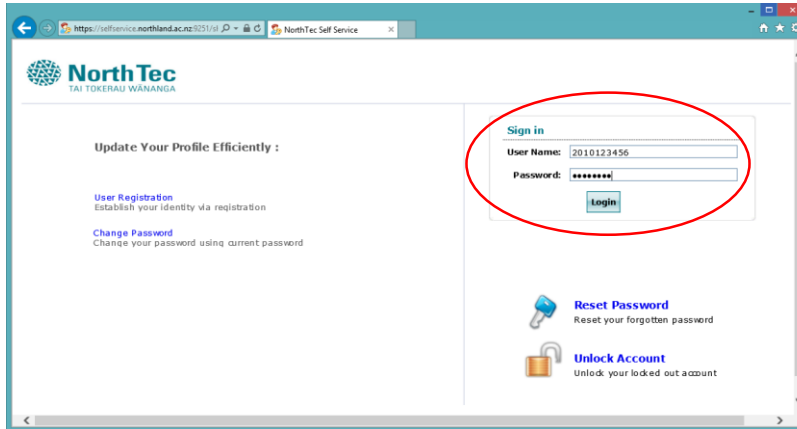 https://selfservice.northland.ac.nz:9251/sl
NorthTec Self Service
NorthTec
TAI TOKERAU WĀNANGA
Update Your Profile Efficiently :
User Registration
Establish your identity via registration
Change Password
Change your password using current password
Sign in
User Name: 2010123456
Password: ••••••••
Login
Reset Password
Reset your forgotten password
Unlock Account
Unlock your locked out account